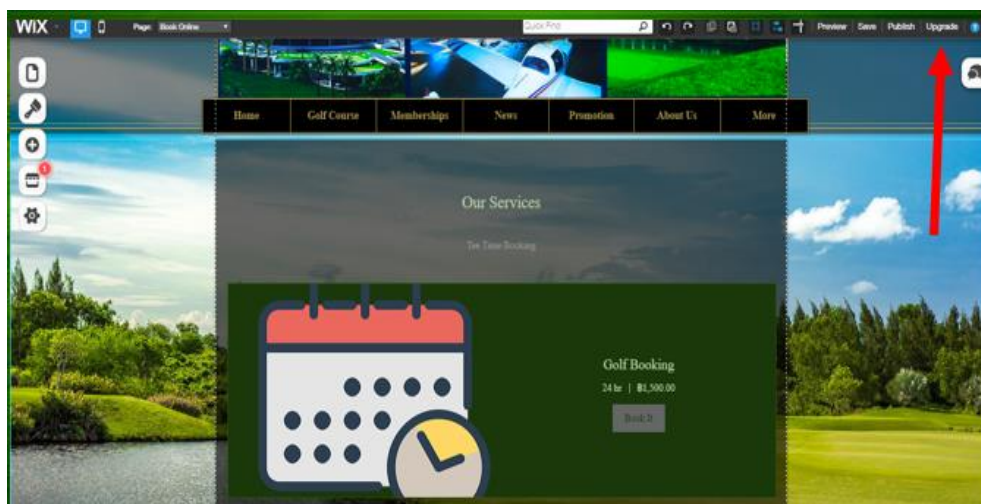 WiX Page: Book Online Quick Find Preview Save Publish Upgrade ?
Home Golf Course Memberships News Promotion About Us More
Our Services
Tee Time Booking
Golf Booking
24 hr | ฿1,500.00
Book It